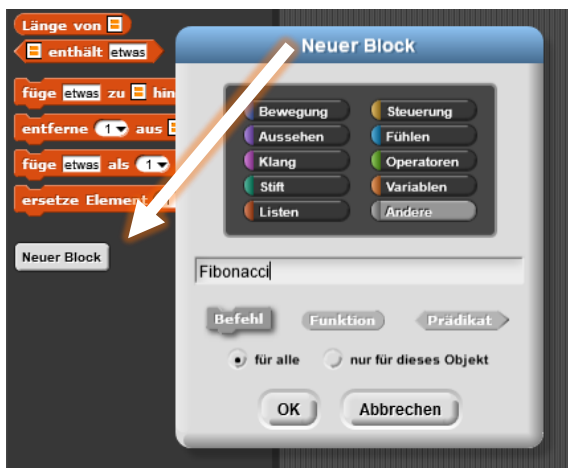 Länge von
enthält etwas
füge etwas zu hin
entferne 1 aus
füge etwas als 1
ersetze Element
Neuer Block
Neuer Block
Bewegung Steuerung
Aussehen Fühlen
Klang Operatoren
Stift Variablen
Listen Andere
Fibonacci
Befehl Funktion Prädikat
für alle nur für dieses Objekt
OK Abbrechen